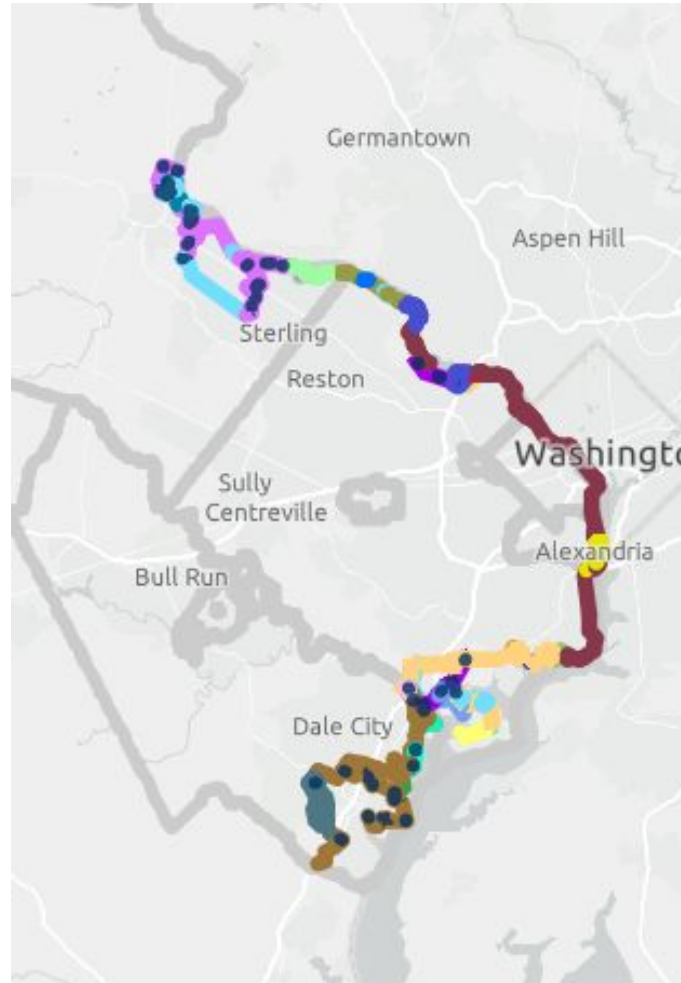 Germantown
Aspen Hill
Sterling
Reston
Washingto
Sully
Centreville
Alexandria
Bull Run
Dale City